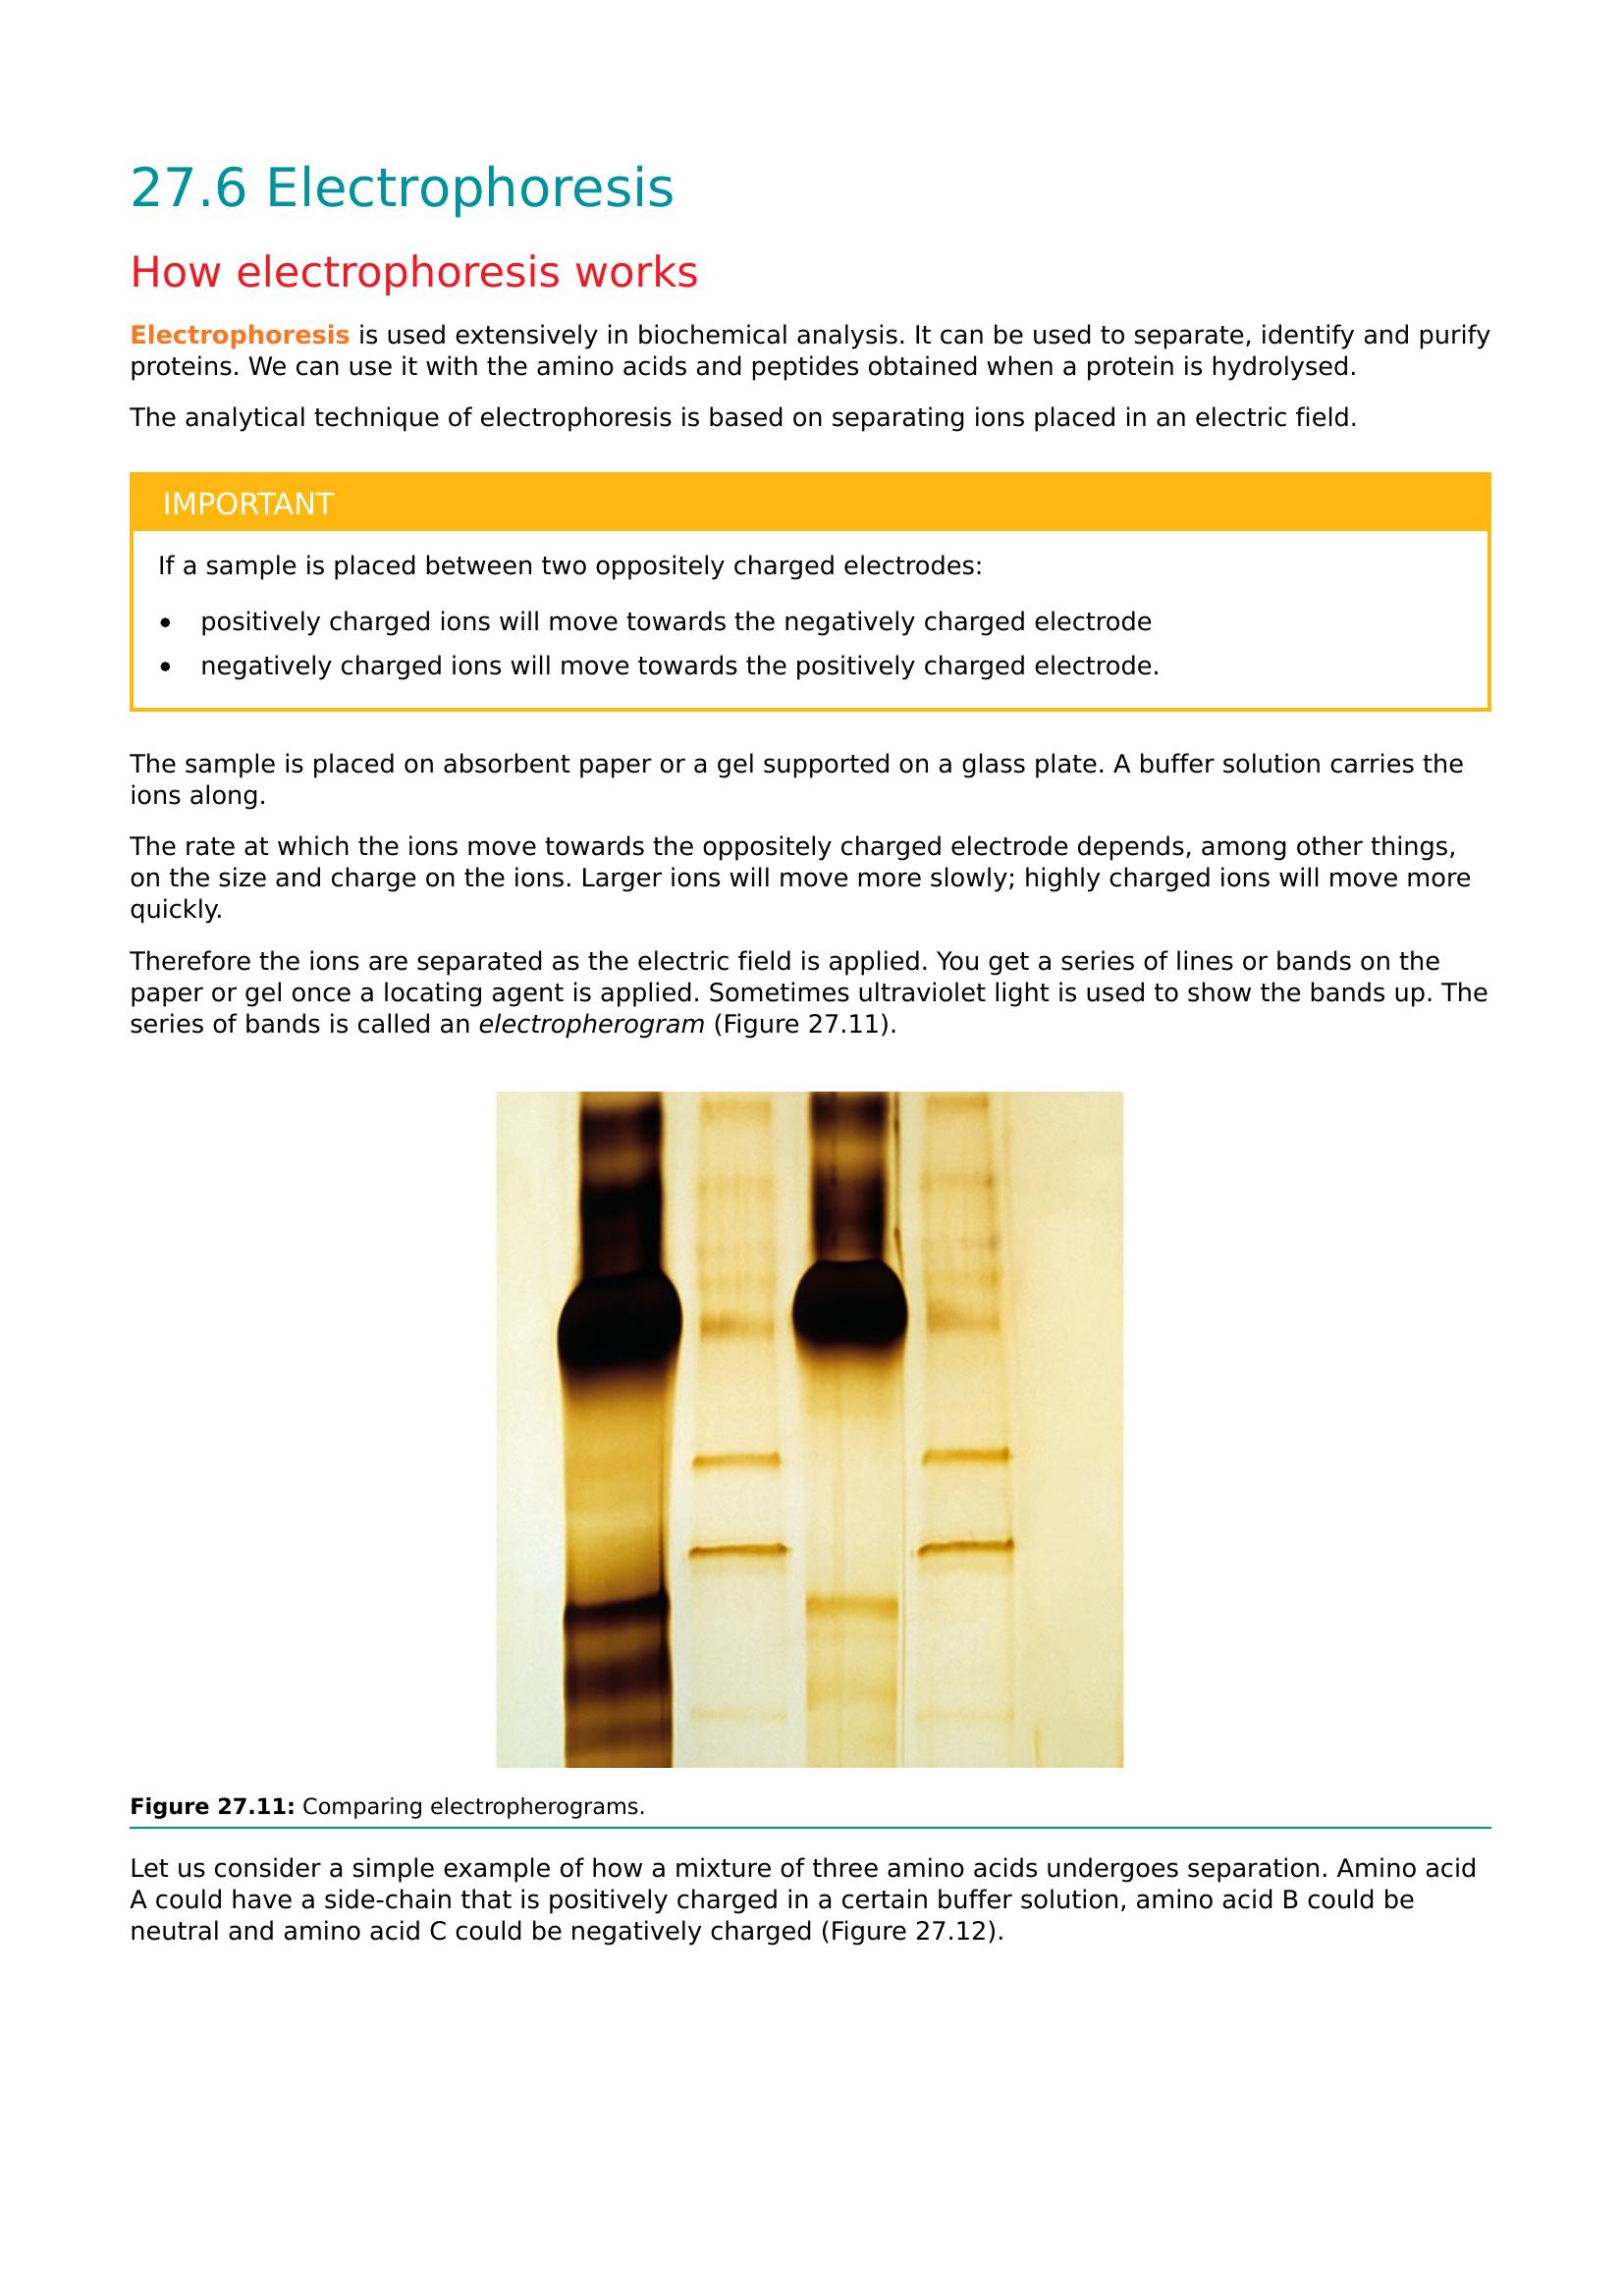 27.6 Electrophoresis
How electrophoresis works
Electrophoresis is used extensively in biochemical analysis. It can be used to separate, identify and purify
proteins. We can use it with the amino acids and peptides obtained when a protein is hydrolysed.
The analytical technique of electrophoresis is based on separating ions placed in an electric field.
IMPORTANT
If a sample is placed between two oppositely charged electrodes:
• positively charged ions will move towards the negatively charged electrode
• negatively charged ions will move towards the positively charged electrode.
The sample is placed on absorbent paper or a gel supported on a glass plate. A buffer solution carries the
ions along.
The rate at which the ions move towards the oppositely charged electrode depends, among other things,
on the size and charge on the ions. Larger ions will move more slowly; highly charged ions will move more
quickly.
Therefore the ions are separated as the electric field is applied. You get a series of lines or bands on the
paper or gel once a locating agent is applied. Sometimes ultraviolet light is used to show the bands up. The
series of bands is called an electropherogram (Figure 27.11).
Figure 27.11: Comparing electropherograms.
Let us consider a simple example of how a mixture of three amino acids undergoes separation. Amino acid
A could have a side-chain that is positively charged in a certain buffer solution, amino acid B could be
neutral and amino acid C could be negatively charged (Figure 27.12).